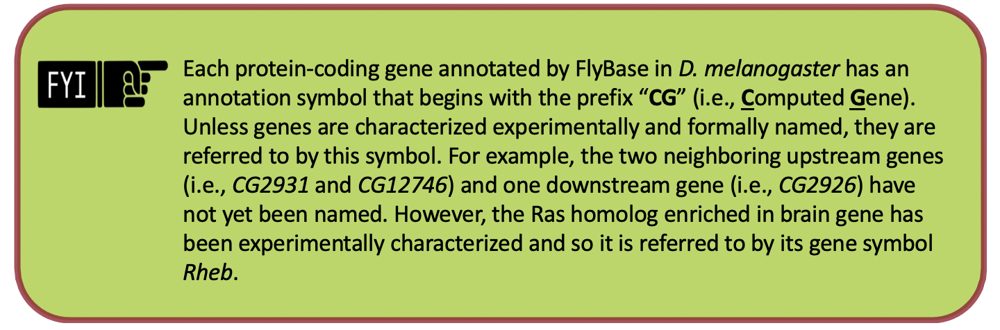 FYI
Each protein-coding gene annotated by FlyBase in D. melanogaster has an
annotation symbol that begins with the prefix “CG” (i.e., Computed Gene).
Unless genes are characterized experimentally and formally named, they are
referred to by this symbol. For example, the two neighboring upstream genes
(i.e., CG2931 and CG12746) and one downstream gene (i.e., CG2926) have
not yet been named. However, the Ras homolog enriched in brain gene has
been experimentally characterized and so it is referred to by its gene symbol
Rheb.